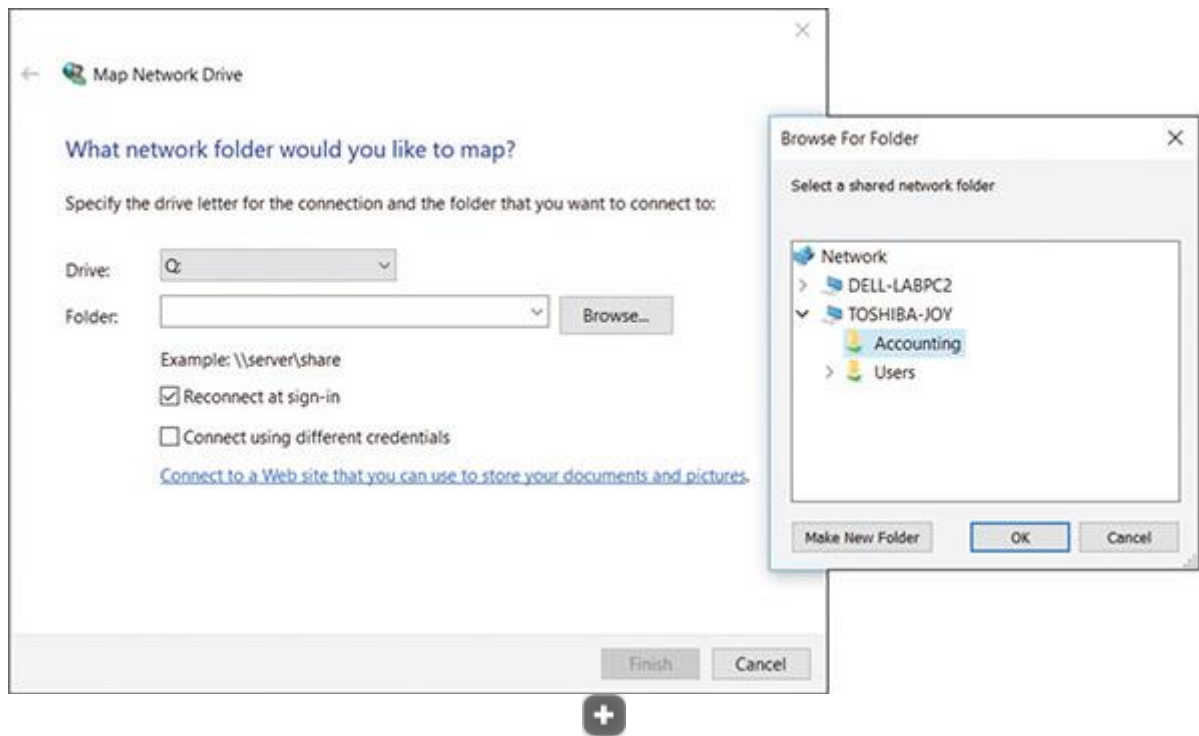 Map Network Drive
What network folder would you like to map?
Specify the drive letter for the connection and the folder that you want to connect to:
Drive: Q:
Folder: Browse...
Example: \\server\share
Reconnect at sign-in
Connect using different credentials
Connect to a Web site that you can use to store your documents and pictures.
Finish Cancel
Browse For Folder
Select a shared network folder
Network
DELL-LABPC2
TOSHIBA-JOY
Accounting
Users
Make New Folder OK Cancel